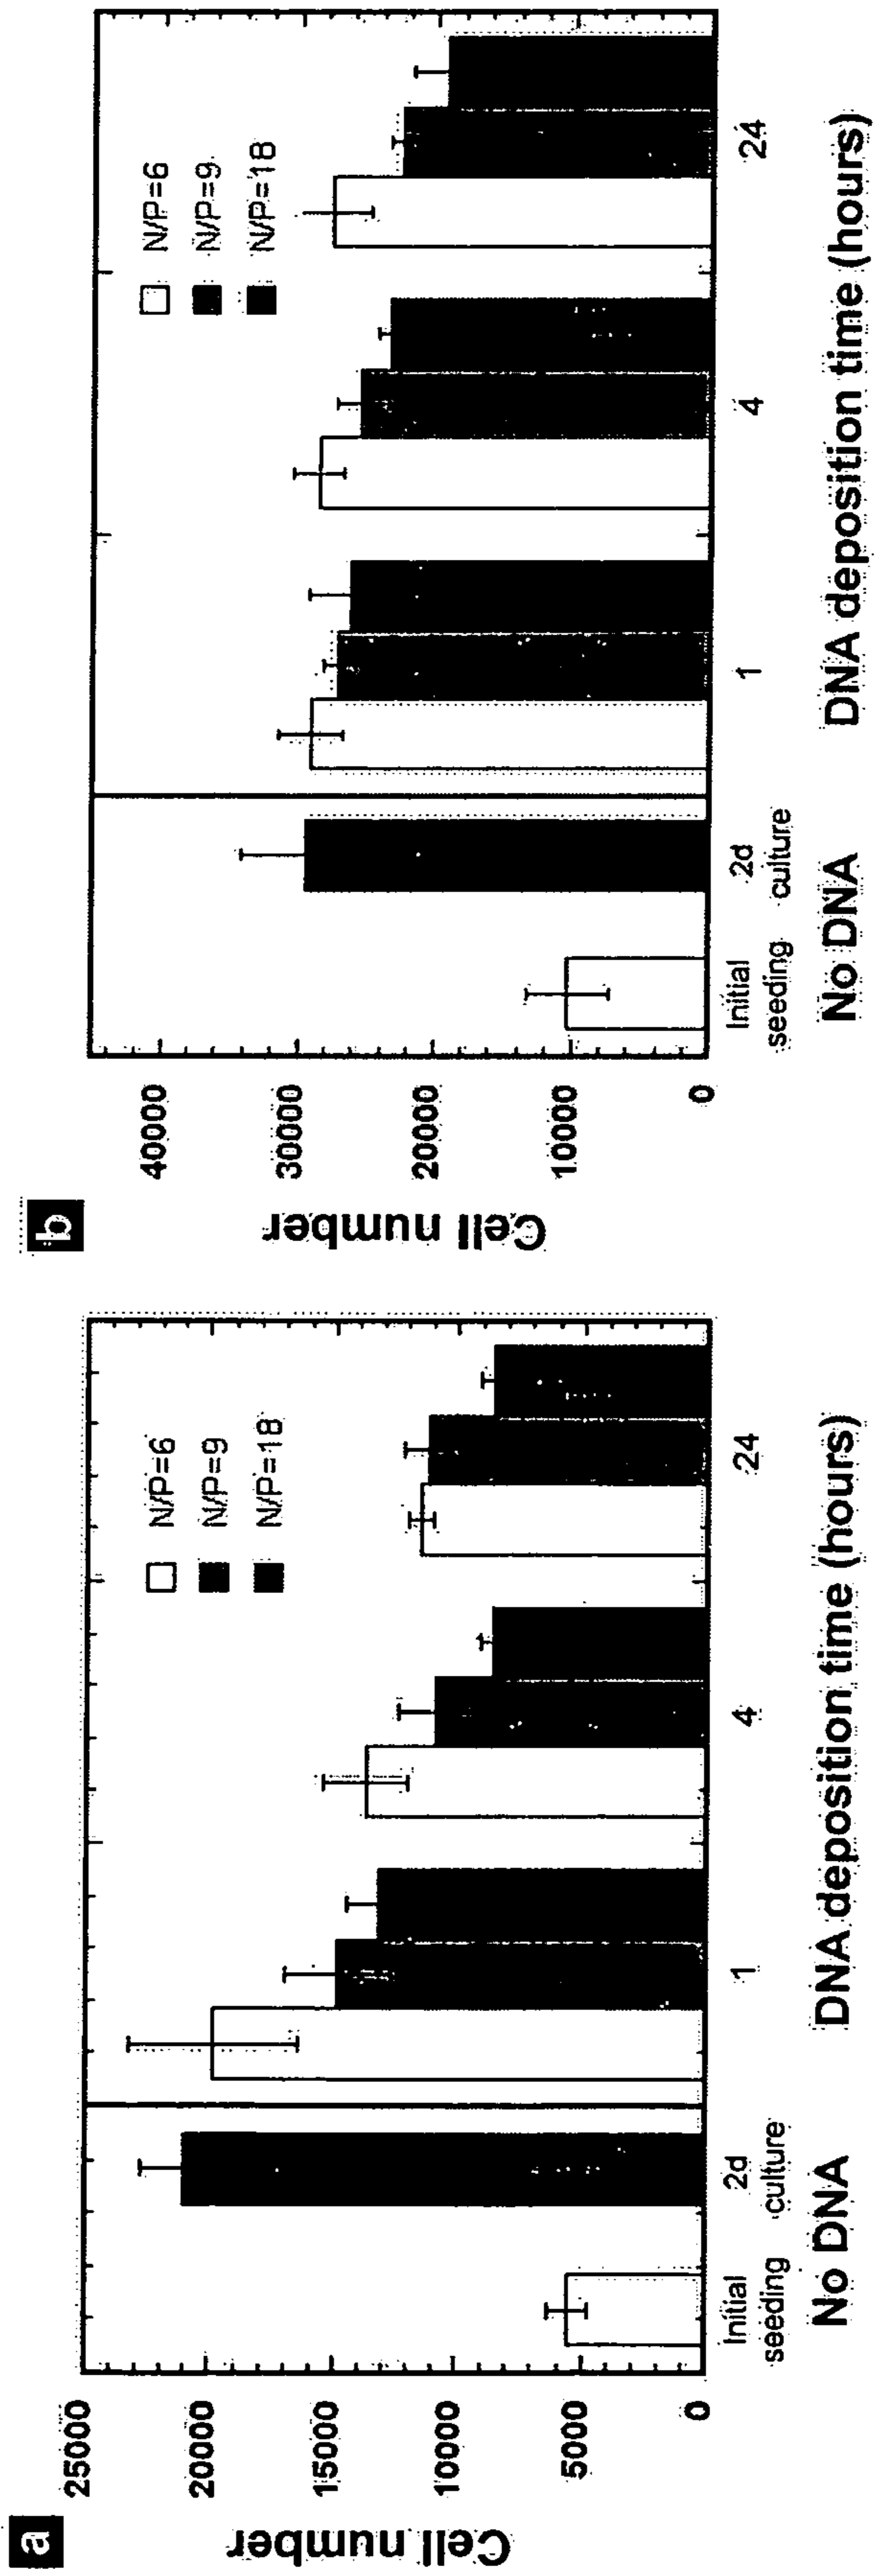 a
Cell number
25000
20000
15000
10000
5000
0
N/P=6
N/P=9
N/P=18
Initial seeding
2d culture
1
4
24
No DNA
DNA deposition time (hours)
b
Cell number
40000
30000
20000
10000
0
N/P=6
N/P=9
N/P=18
Initial seeding
2d culture
1
4
24
No DNA
DNA deposition time (hours)